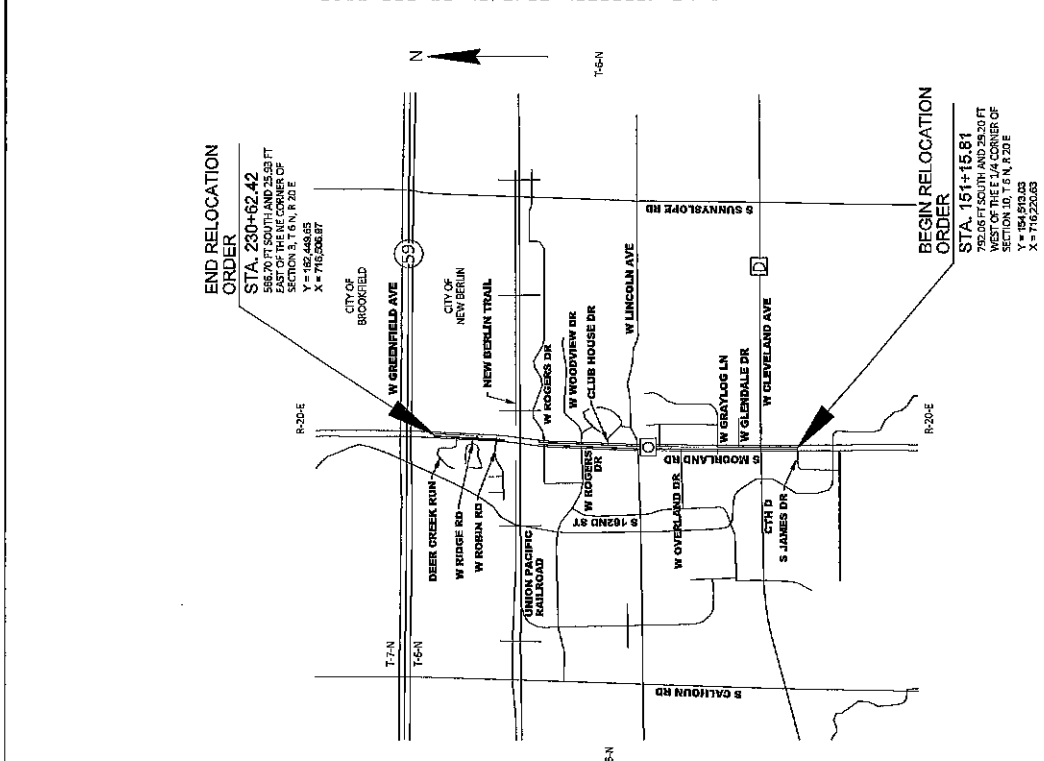 N
T-6-N
END RELOCATION
ORDER
STA. 230+62.42
586.70 FT SOUTH AND 25.93 FT
EAST OF THE NE CORNER OF
SECTION 3, T 6 N, R 20 E
Y = 162,449.65
X = 716,506.87
CITY OF
BROOKFIELD
59
W GREENFIELD AVE
CITY OF
NEW BERLIN
NEW BERLIN TRAIL
S SUNNYSLOPE RD
R-20-E
W ROGERS DR
W WOODVIEW DR
CLUB HOUSE DR
W LINCOLN AVE
W GRAYLOG LN
W GLENDALE DR
W CLEVELAND AVE
D
O
BEGIN RELOCATION
ORDER
STA. 151+15.81
792.06 FT SOUTH AND 29.20 FT
WEST OF THE E 1/4 CORNER OF
SECTION 10, T 6 N, R 20 E
Y = 154,513.03
X = 716,220.63
R-20-E
S MOORLAND RD
DEER CREEK RUN
W RIDGE RD
W ROBIN RD
UNION PACIFIC
RAILROAD
W ROGERS
DR
S 162ND ST
W OVERLAND DR
CTH D
S JAMES DR
T-7-N
T-6-N
S CALHOUN RD
6-N